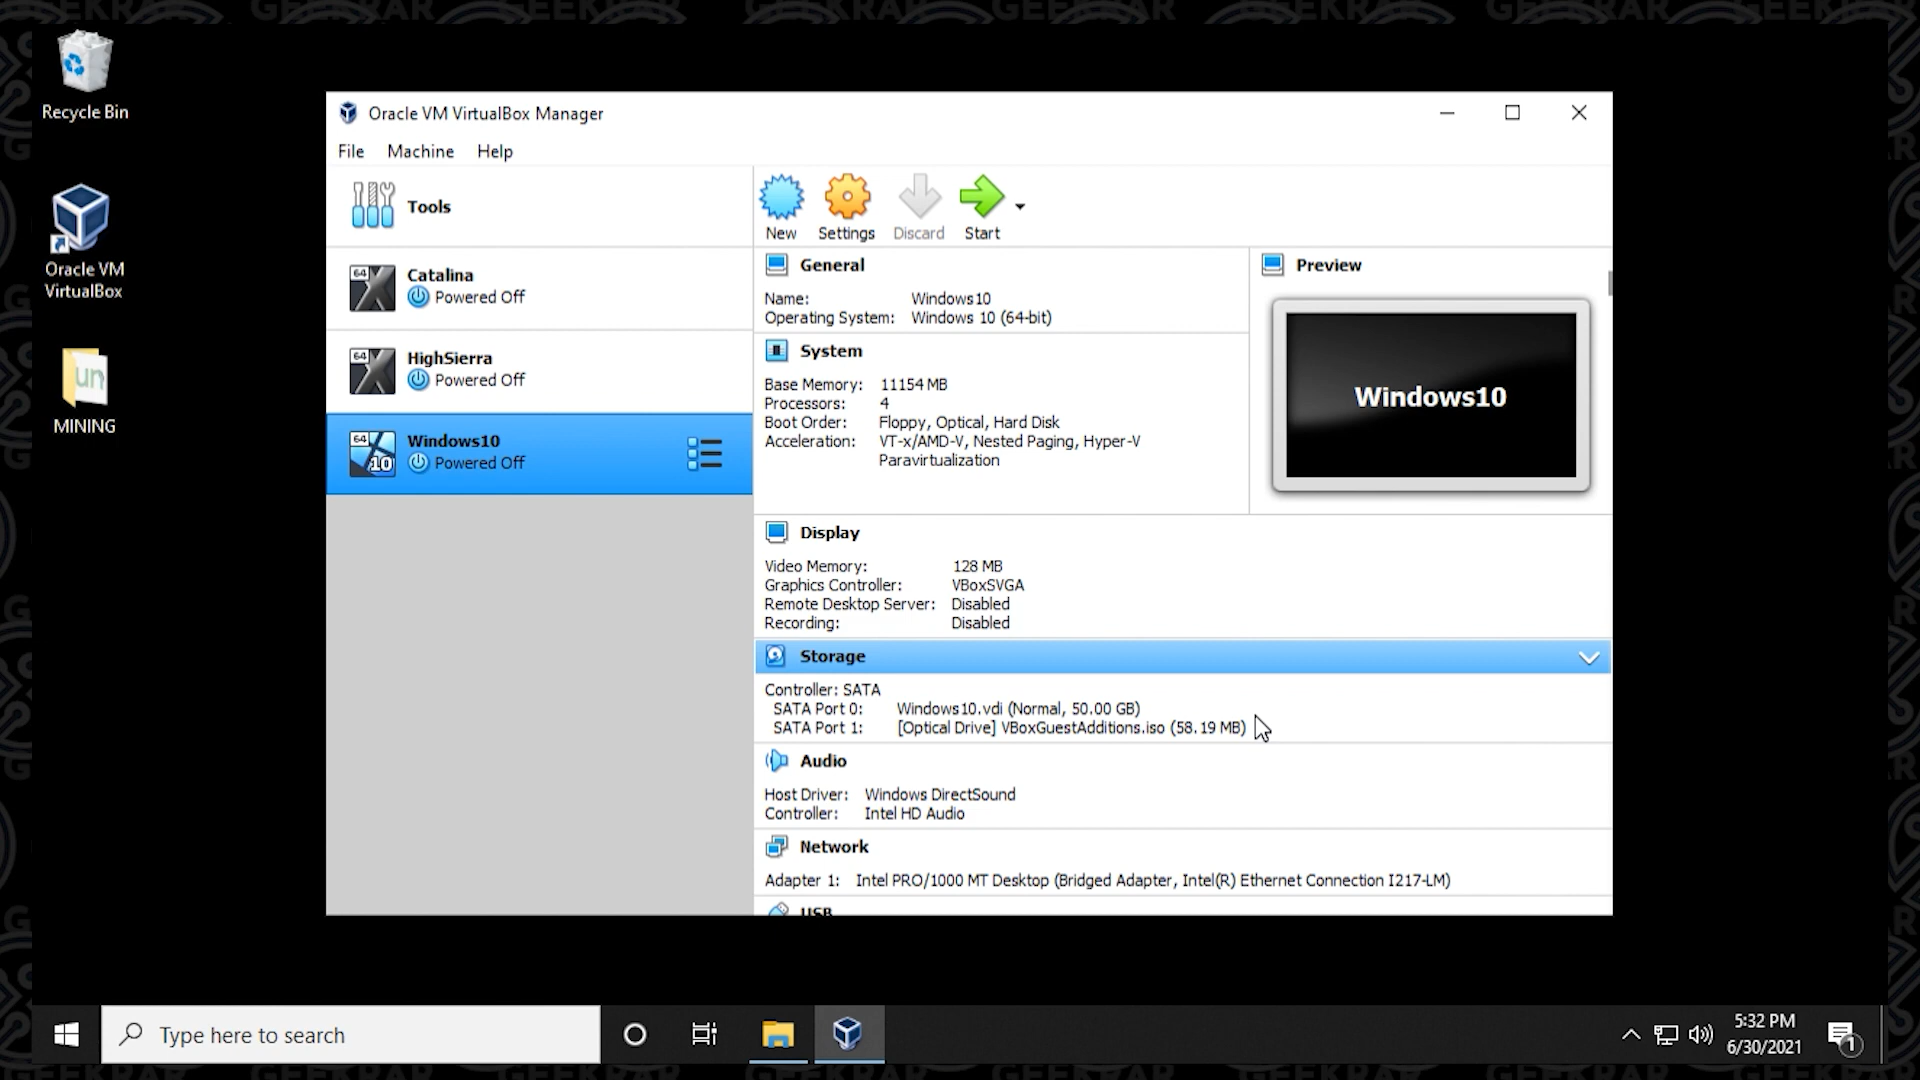 Recycle Bin
Oracle VM
VirtualBox
MINING
Oracle VM VirtualBox Manager
File Machine Help
Tools
64
Catalina
Powered Off
64
HighSierra
Powered Off
64
10
Windows10
Powered Off
New Settings Discard Start
General
Name: Windows10
Operating System: Windows 10 (64-bit)
System
Base Memory: 11154 MB
Processors: 4
Boot Order: Floppy, Optical, Hard Disk
Acceleration: VT-x/AMD-V, Nested Paging, Hyper-V
Paravirtualization
Preview
Windows10
Display
Video Memory: 128 MB
Graphics Controller: VBoxSVGA
Remote Desktop Server: Disabled
Recording: Disabled
Storage
Controller: SATA
SATA Port 0: Windows10.vdi (Normal, 50.00 GB)
SATA Port 1: [Optical Drive] VBoxGuestAdditions.iso (58.19 MB)
Audio
Host Driver: Windows DirectSound
Controller: Intel HD Audio
Network
Adapter 1: Intel PRO/1000 MT Desktop (Bridged Adapter, Intel(R) Ethernet Connection I217-LM)
USB
Type here to search
5:32 PM
6/30/2021
1